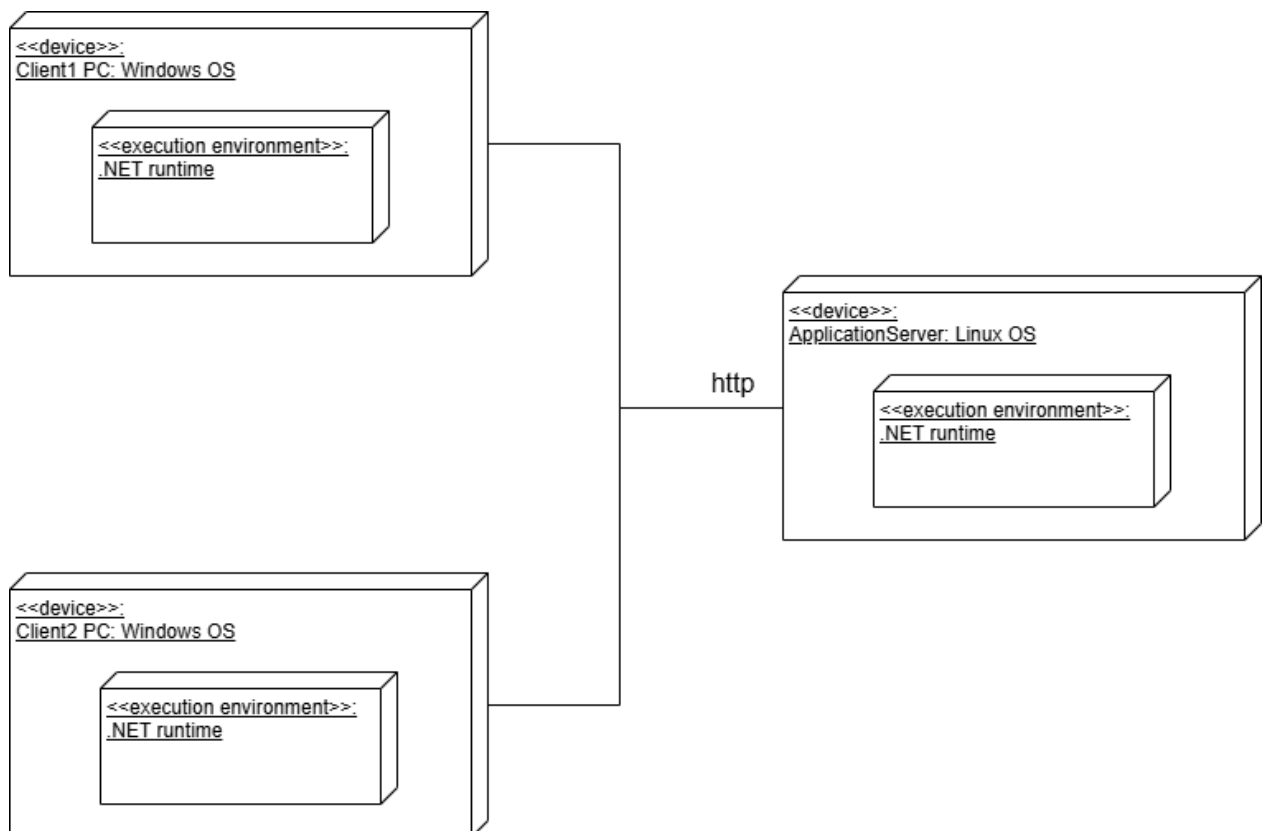 <<device>>:
Client1 PC: Windows OS
<<execution environment>>:
.NET runtime
<<device>>:
ApplicationServer: Linux OS
http
<<execution environment>>:
.NET runtime
<<device>>:
Client2 PC: Windows OS
<<execution environment>>:
.NET runtime